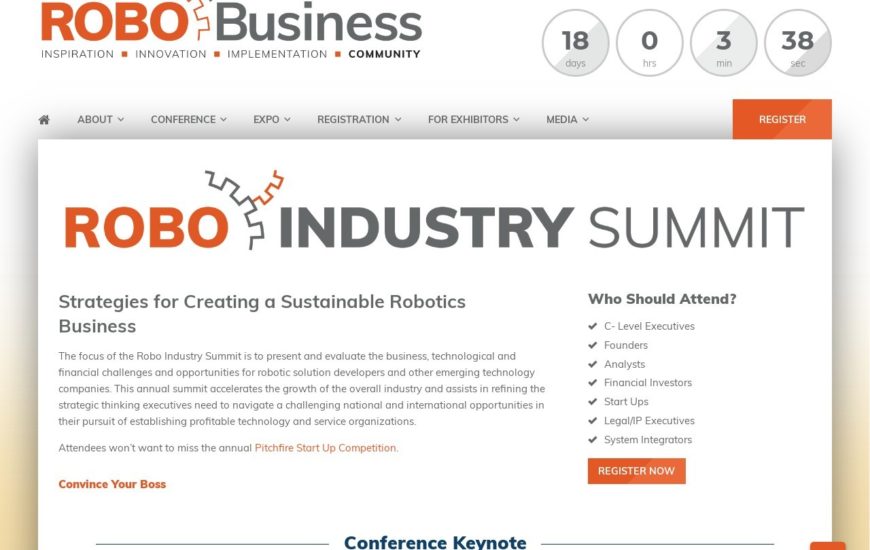 ROBO Business
INSPIRATION ■ INNOVATION ■ IMPLEMENTATION ■ COMMUNITY
18 0 3 38
days hrs min sec
ABOUT CONFERENCE EXPO REGISTRATION FOR EXHIBITORS MEDIA REGISTER
ROBO INDUSTRY SUMMIT
Strategies for Creating a Sustainable Robotics
Business
The focus of the Robo Industry Summit is to present and evaluate the business, technological and
financial challenges and opportunities for robotic solution developers and other emerging technology
companies. This annual summit accelerates the growth of the overall industry and assists in refining the
strategic thinking executives need to navigate a challenging national and international opportunities in
their pursuit of establishing profitable technology and service organizations.
Attendees won't want to miss the annual Pitchfire Start Up Competition.
Convince Your Boss
Who Should Attend?
C- Level Executives
Founders
Analysts
Financial Investors
Start Ups
Legal/IP Executives
System Integrators
REGISTER NOW
Conference Keynote